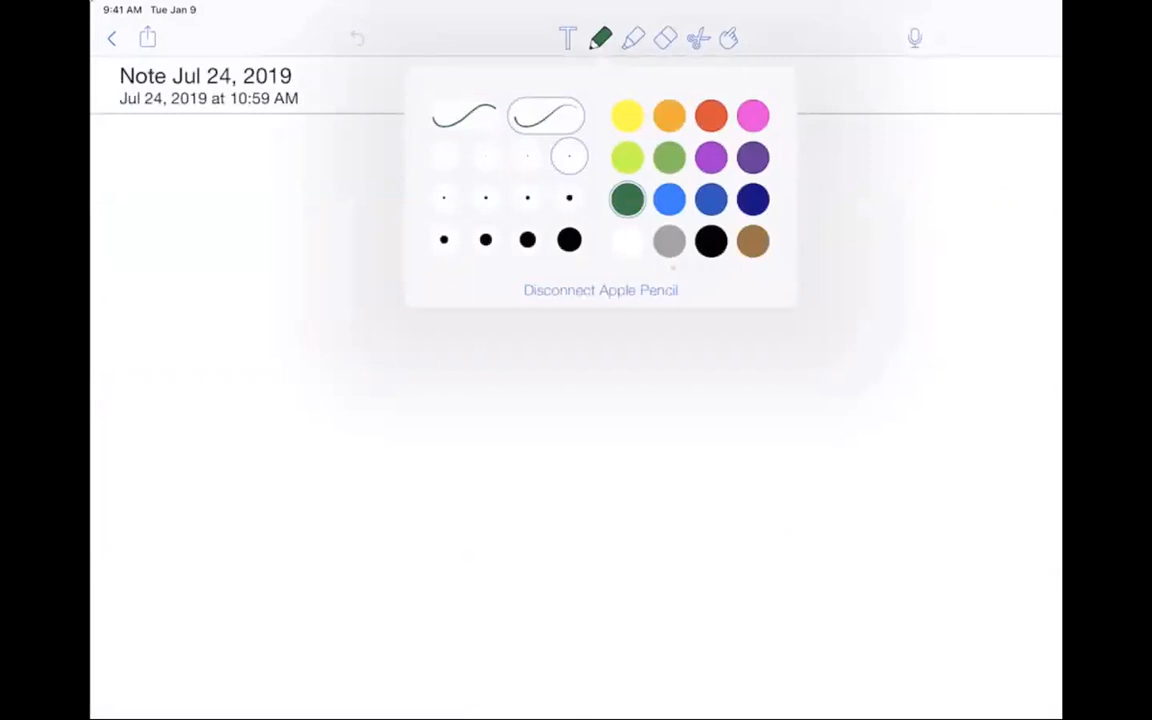 9:41 AM Tue Jan 9
T
Note Jul 24, 2019
Jul 24, 2019 at 10:59 AM
Disconnect Apple Pencil